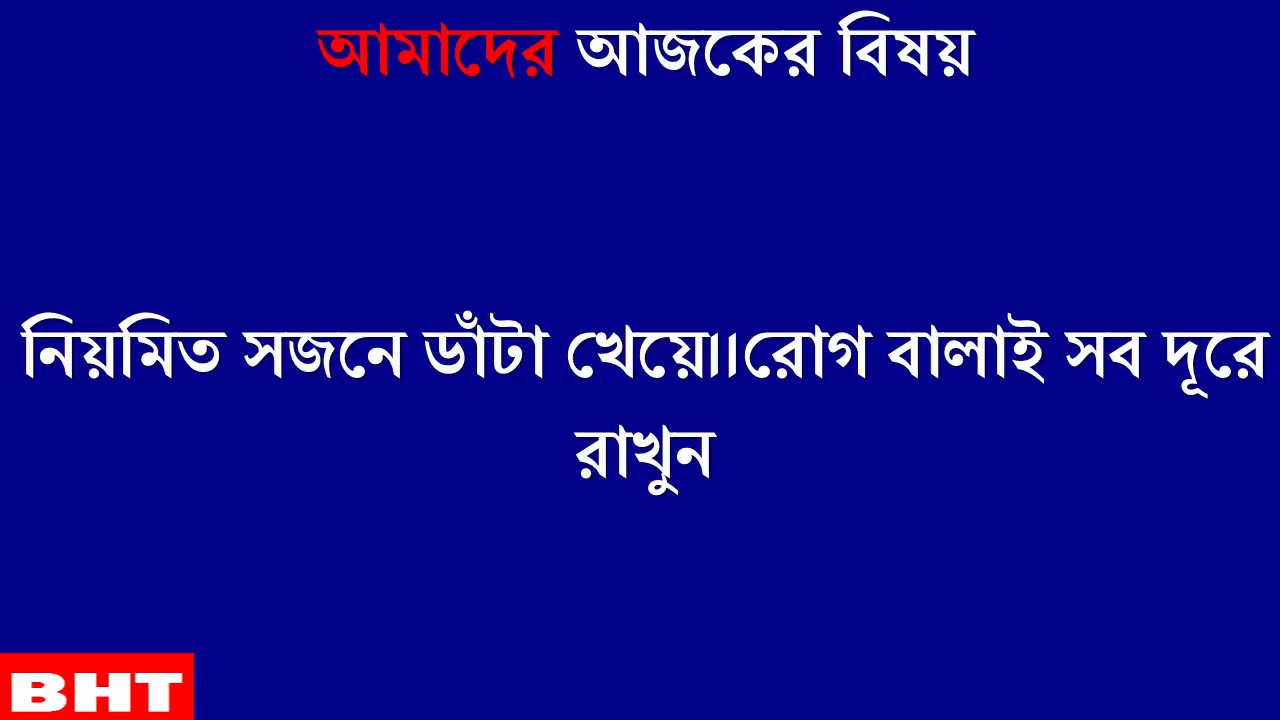 আমাদের আজকের বিষয়
নিয়মিত সজনে ডাঁটা খেয়ে।।রোগ বালাই সব দূরে
রাখুন
BHT